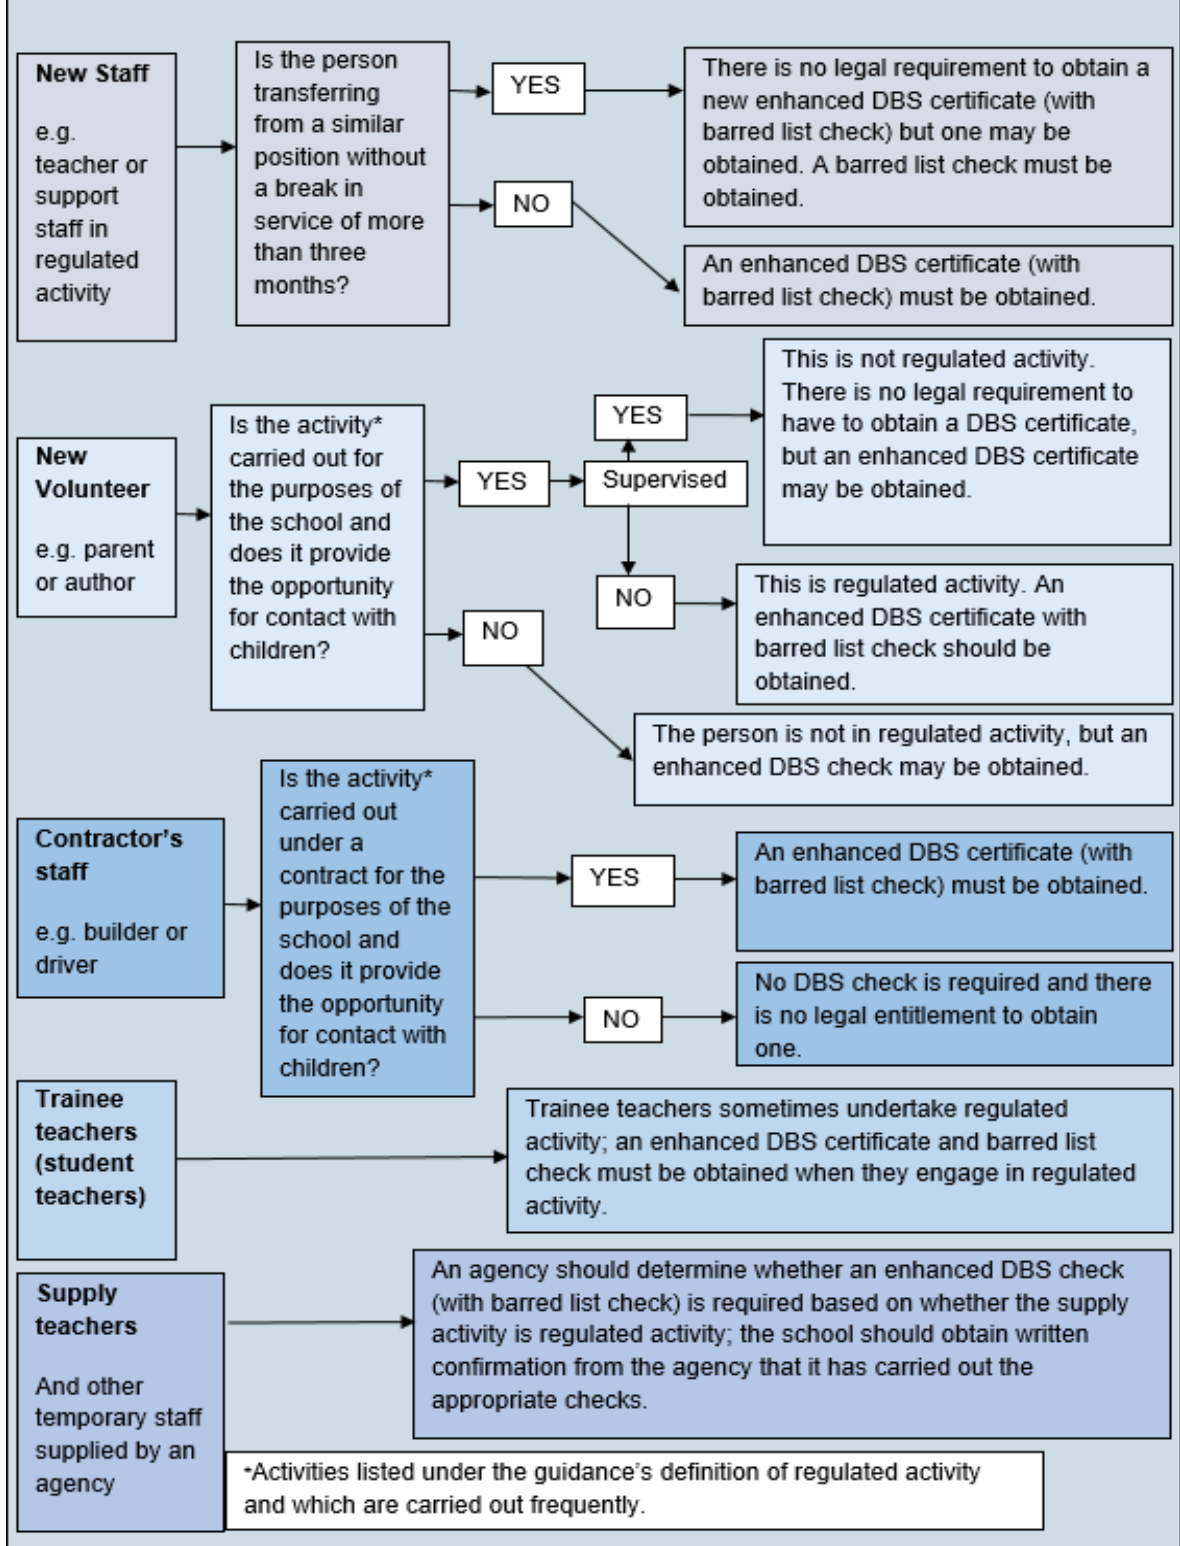 New Staff
e.g.
teacher or
support
staff in
regulated
activity
Is the person
transferring
from a similar
position without
a break in
service of more
than three
months?
YES
There is no legal requirement to obtain a
new enhanced DBS certificate (with
barred list check) but one may be
obtained. A barred list check must be
obtained.
NO
An enhanced DBS certificate (with
barred list check) must be obtained.
New
Volunteer
e.g. parent
or author
Is the activity*
carried out for
the purposes of
the school and
does it provide
the opportunity
for contact with
children?
YES
Supervised
YES
This is not regulated activity.
There is no legal requirement to
have to obtain a DBS certificate,
but an enhanced DBS certificate
may be obtained.
NO
This is regulated activity. An
enhanced DBS certificate with
barred list check should be
obtained.
NO
The person is not in regulated activity, but an
enhanced DBS check may be obtained.
Contractor's
staff
e.g. builder or
driver
Is the activity*
carried out
under a
contract for the
purposes of the
school and
does it provide
the opportunity
for contact with
children?
YES
An enhanced DBS certificate (with
barred list check) must be obtained.
NO
No DBS check is required and there
is no legal entitlement to obtain
one.
Trainee
teachers
(student
teachers)
Trainee teachers sometimes undertake regulated
activity; an enhanced DBS certificate and barred list
check must be obtained when they engage in regulated
activity.
Supply
teachers
And other
temporary staff
supplied by an
agency
An agency should determine whether an enhanced DBS check
(with barred list check) is required based on whether the supply
activity is regulated activity; the school should obtain written
confirmation from the agency that it has carried out the
appropriate checks.
*Activities listed under the guidance's definition of regulated activity
and which are carried out frequently.